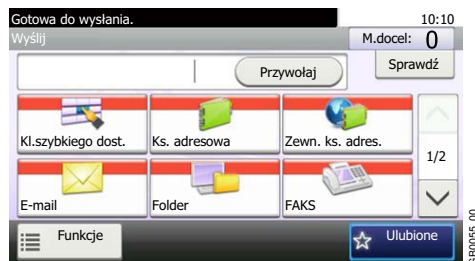 Gotowa do wysłania. 10:10
Wyślij M.docel: 0
Przywołaj Sprawdź
Kl.szybkiego dost. Ks. adresowa Zewn. ks. adres.
1/2
E-mail Folder FAKS
Funkcje Ulubione
GB0055_00